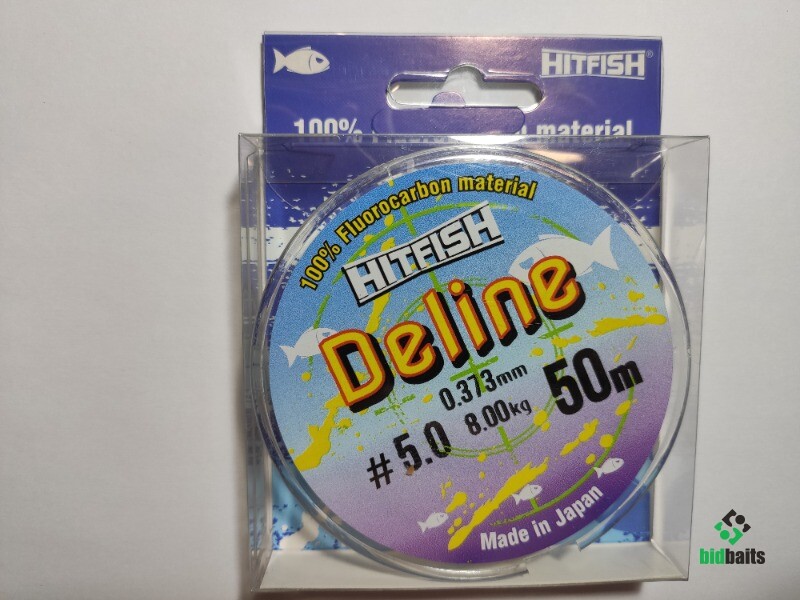 HITFISH®
100% material
100% Fluorocarbon material
HITFISH
Deline
0.373mm
# 5.0 8.00kg 50m
Made in Japan
bidbaits